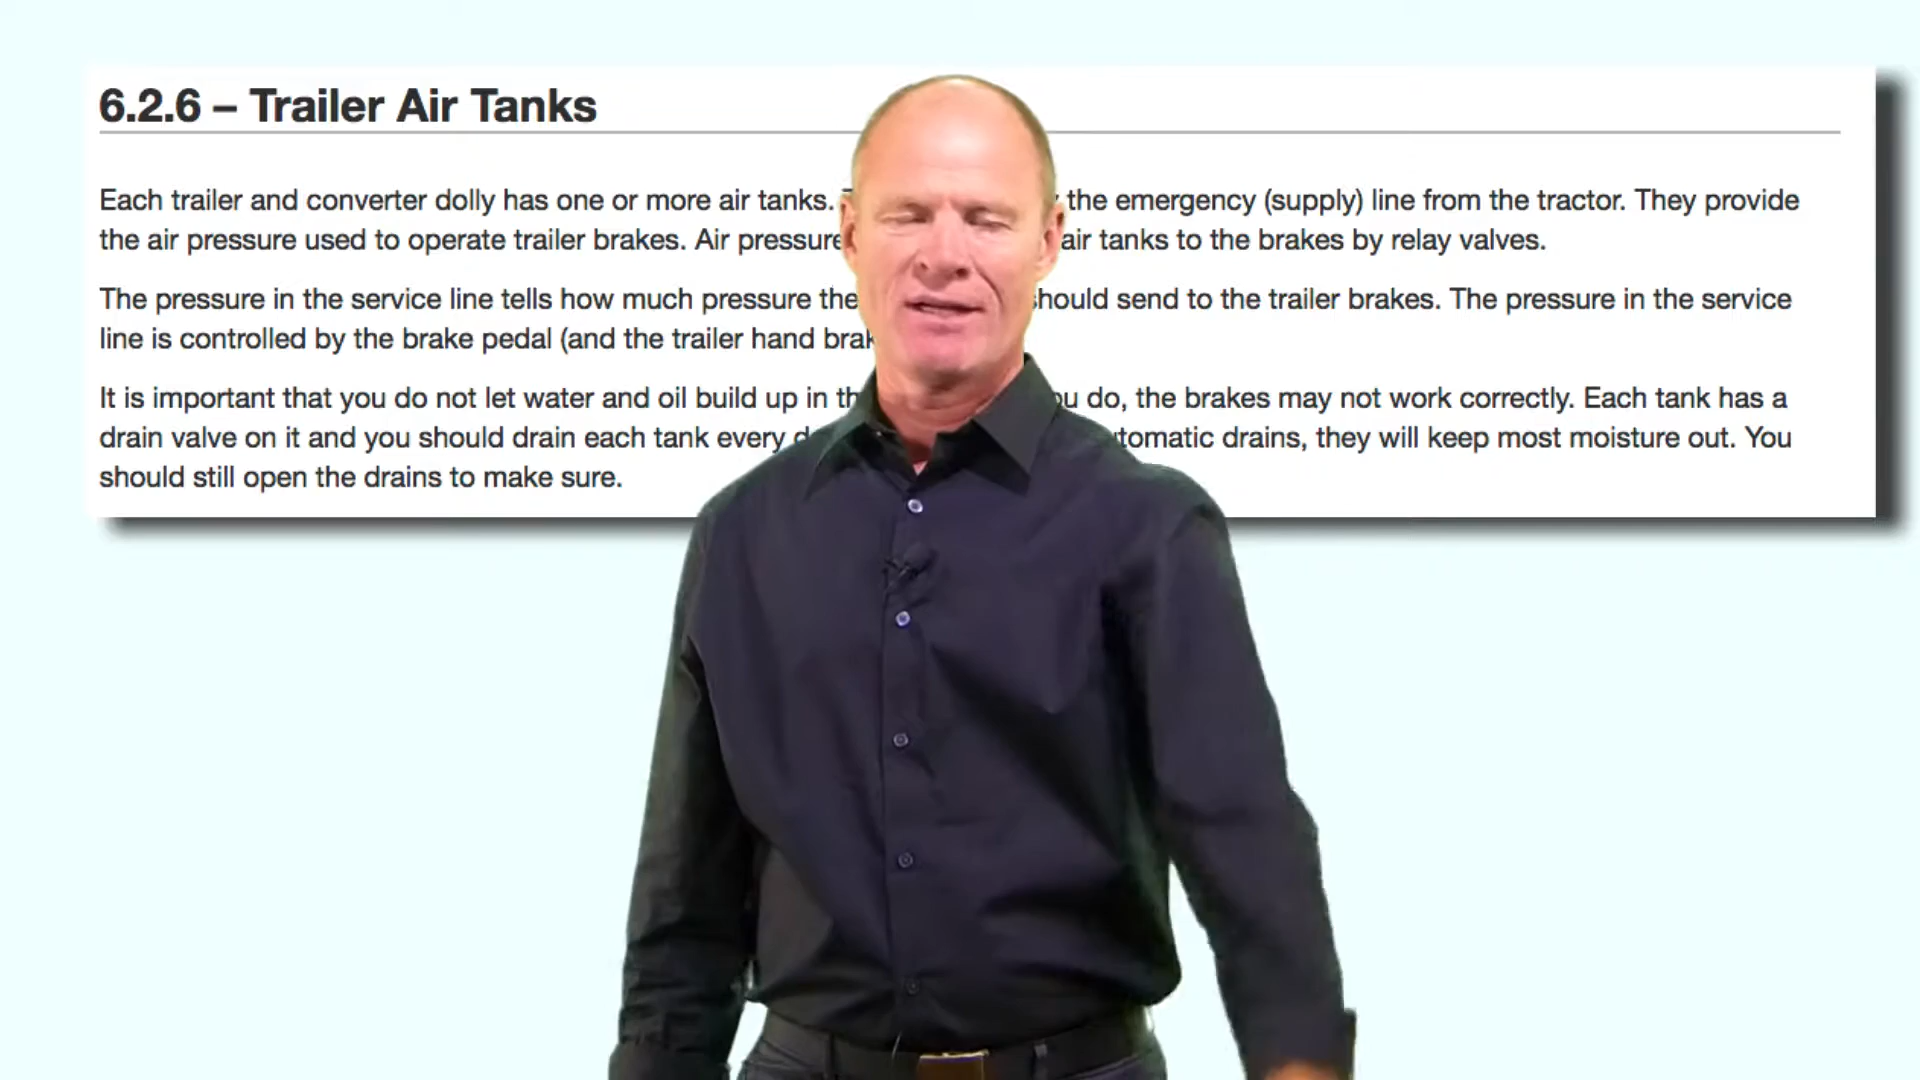 6.2.6 – Trailer Air Tanks
Each trailer and converter dolly has one or more air tanks. the emergency (supply) line from the tractor. They provide
the air pressure used to operate trailer brakes. Air pressure air tanks to the brakes by relay valves.
The pressure in the service line tells how much pressure the should send to the trailer brakes. The pressure in the service
line is controlled by the brake pedal (and the trailer hand
It is important that you do not let water and oil build up in do, the brakes may not work correctly. Each tank has a
drain valve on it and you should drain each tank every drains, they will keep most moisture out. You
should still open the drains to make sure.